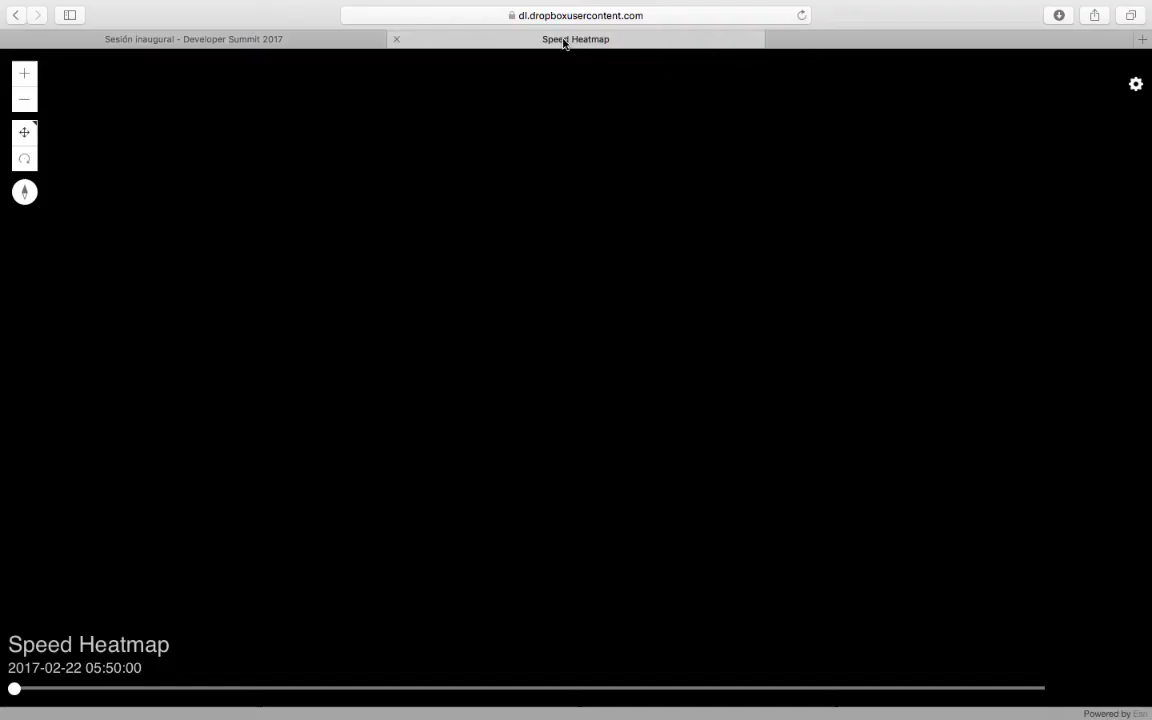 dl.dropboxusercontent.com
Sesión inaugural - Developer Summit 2017
Speed Heatmap
Speed Heatmap
2017-02-22 05:50:00
Powered by Esri